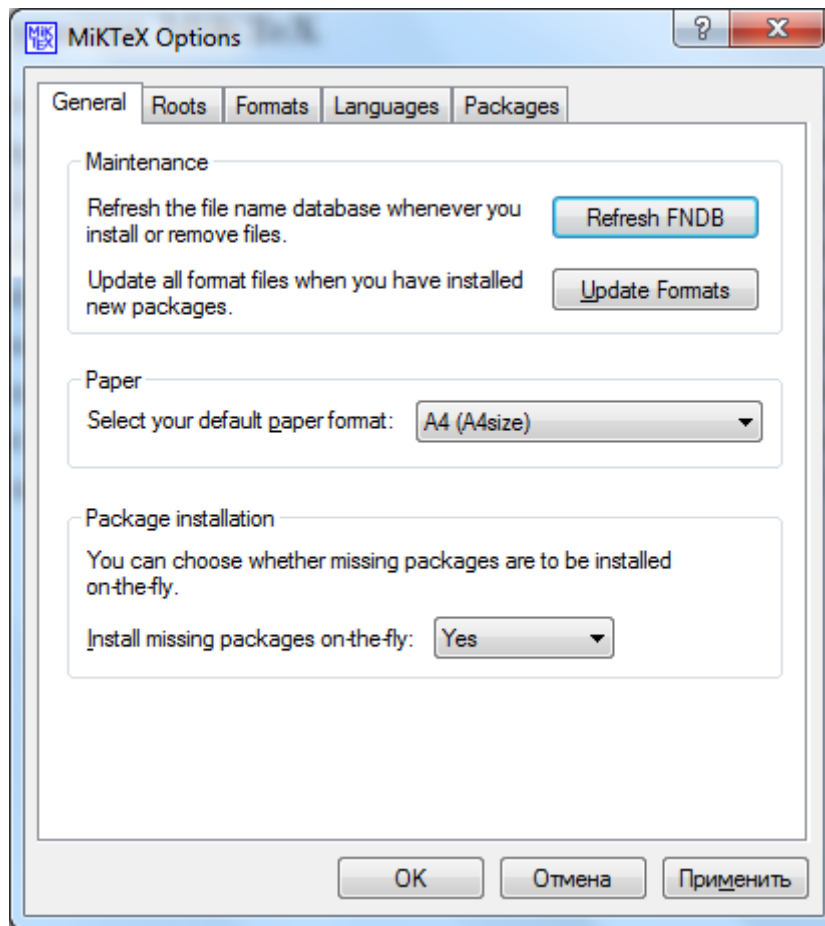 MiKTeX Options
General Roots Formats Languages Packages
Maintenance
Refresh the file name database whenever you
install or remove files.
Refresh FNDB
Update all format files when you have installed
new packages.
Update Formats
Paper
Select your default paper format: A4 (A4size)
Package installation
You can choose whether missing packages are to be installed
on-the-fly.
Install missing packages on-the-fly: Yes
OK Отмена Применить